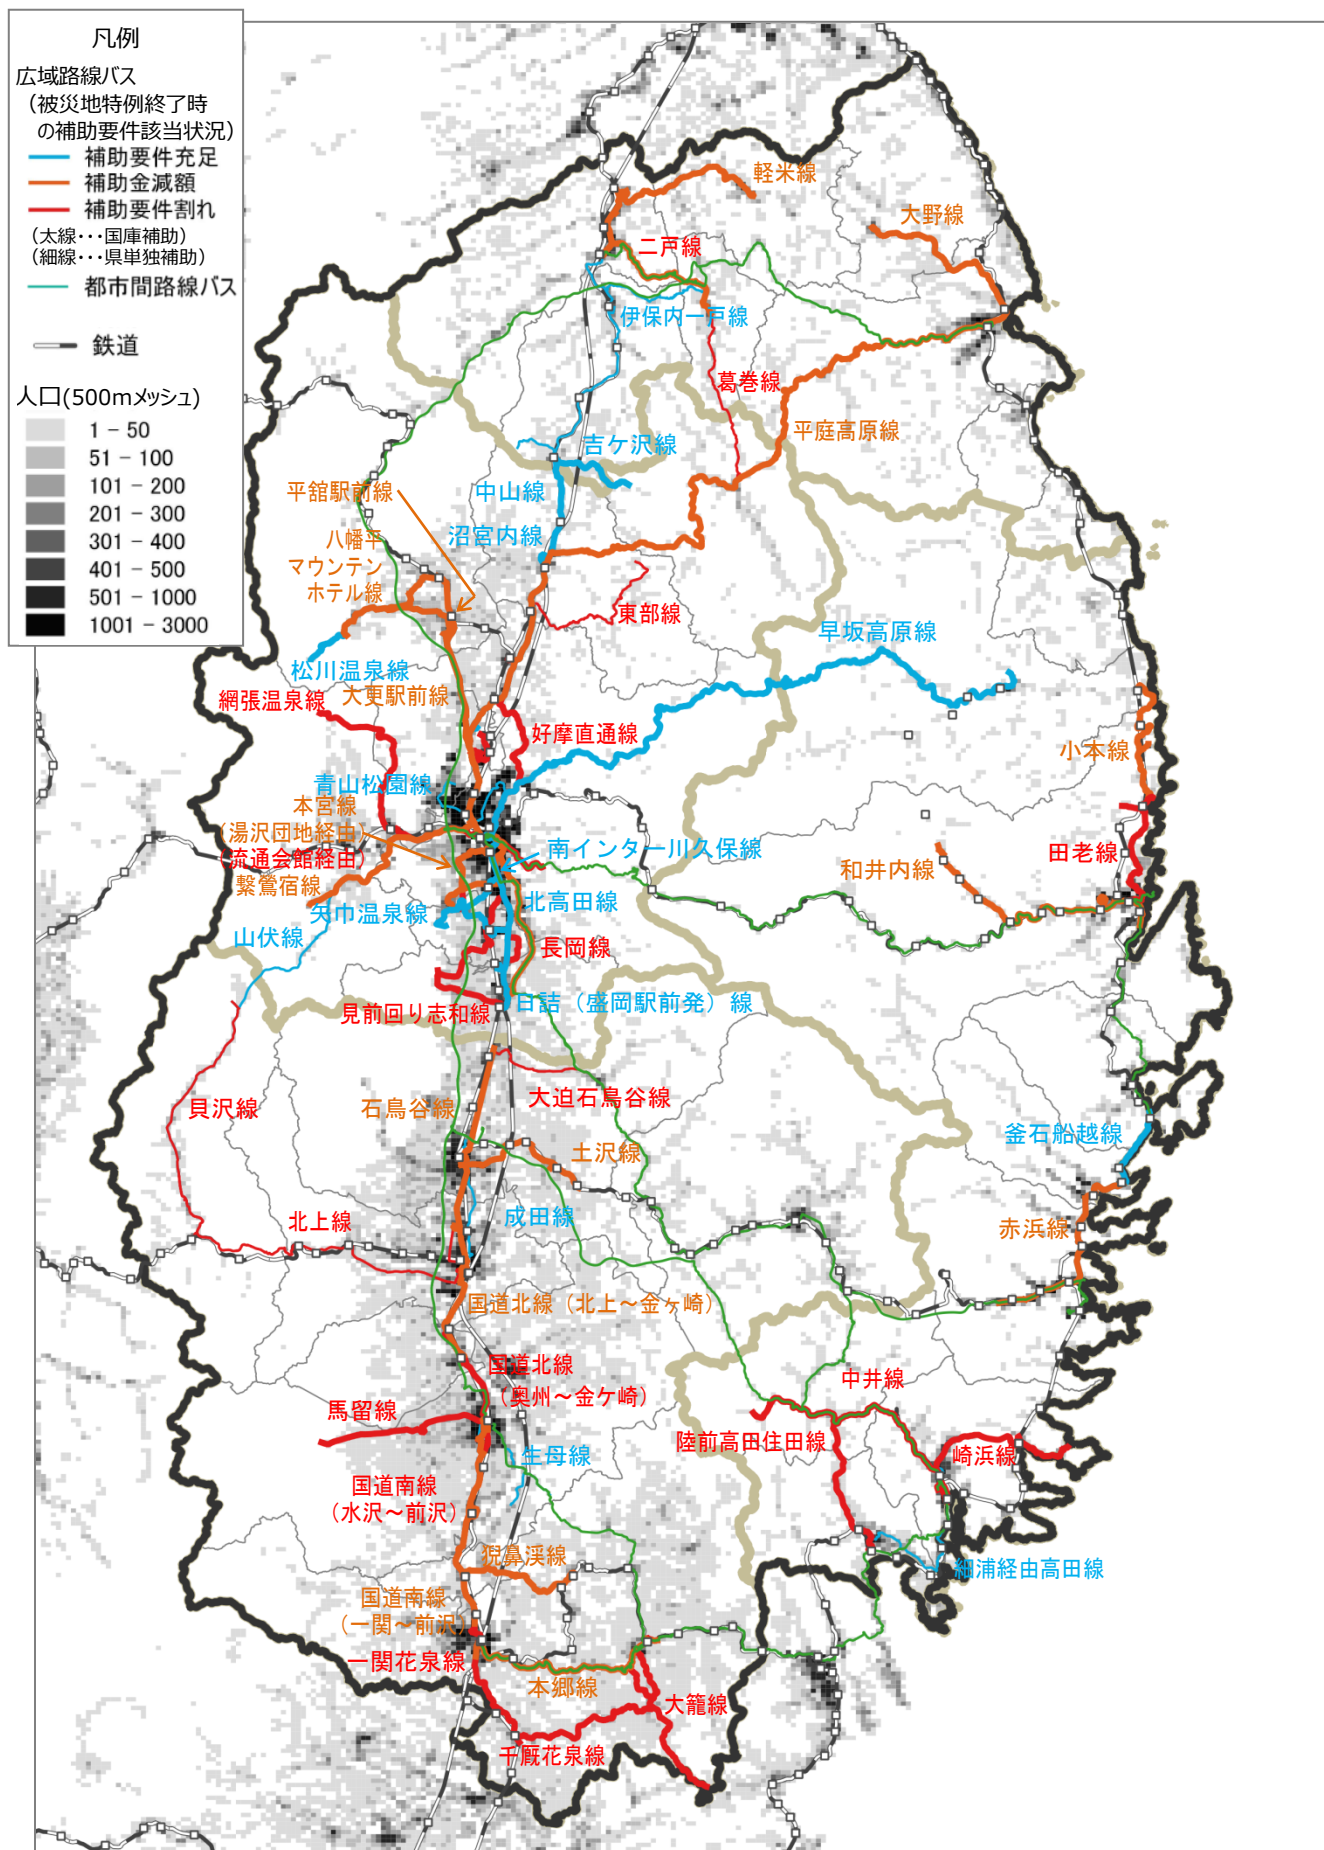 凡例
広域路線バス
（被災地特例終了時
の補助要件該当状況）
補助要件充足
補助金減額
補助要件割れ
（太線・・・国庫補助）
（細線・・・県単独補助）
都市間路線バス
鉄道
人口(500mメッシュ)
1 − 50
51 − 100
101 − 200
201 − 300
301 − 400
401 − 500
501 − 1000
1001 − 3000
軽米線
大野線
二戸線
伊保内一戸線
葛巻線
平庭高原線
吉ケ沢線
中山線
平舘駅前線
沼宮内線
八幡平
マウンテン
ホテル線
東部線
早坂高原線
松川温泉線
大更駅前線
網張温泉線
好摩直通線
小本線
青山松園線
本宮線
（湯沢団地経由）
（流通会館経由）
南インター川久保線
田老線
和井内線
繋鶯宿線
矢巾温泉線
北高田線
山伏線
長岡線
日詰（盛岡駅前発）線
見前回り志和線
貝沢線
石鳥谷線
大迫石鳥谷線
釜石船越線
土沢線
北上線
成田線
赤浜線
国道北線（北上～金ヶ崎）
国道北線
（奥州～金ケ崎）
中井線
馬留線
陸前高田住田線
崎浜線
生母線
国道南線
（水沢～前沢）
猊鼻渓線
細浦経由高田線
国道南線
（一関～前沢）
一関花泉線
本郷線
大籠線
千厩花泉線